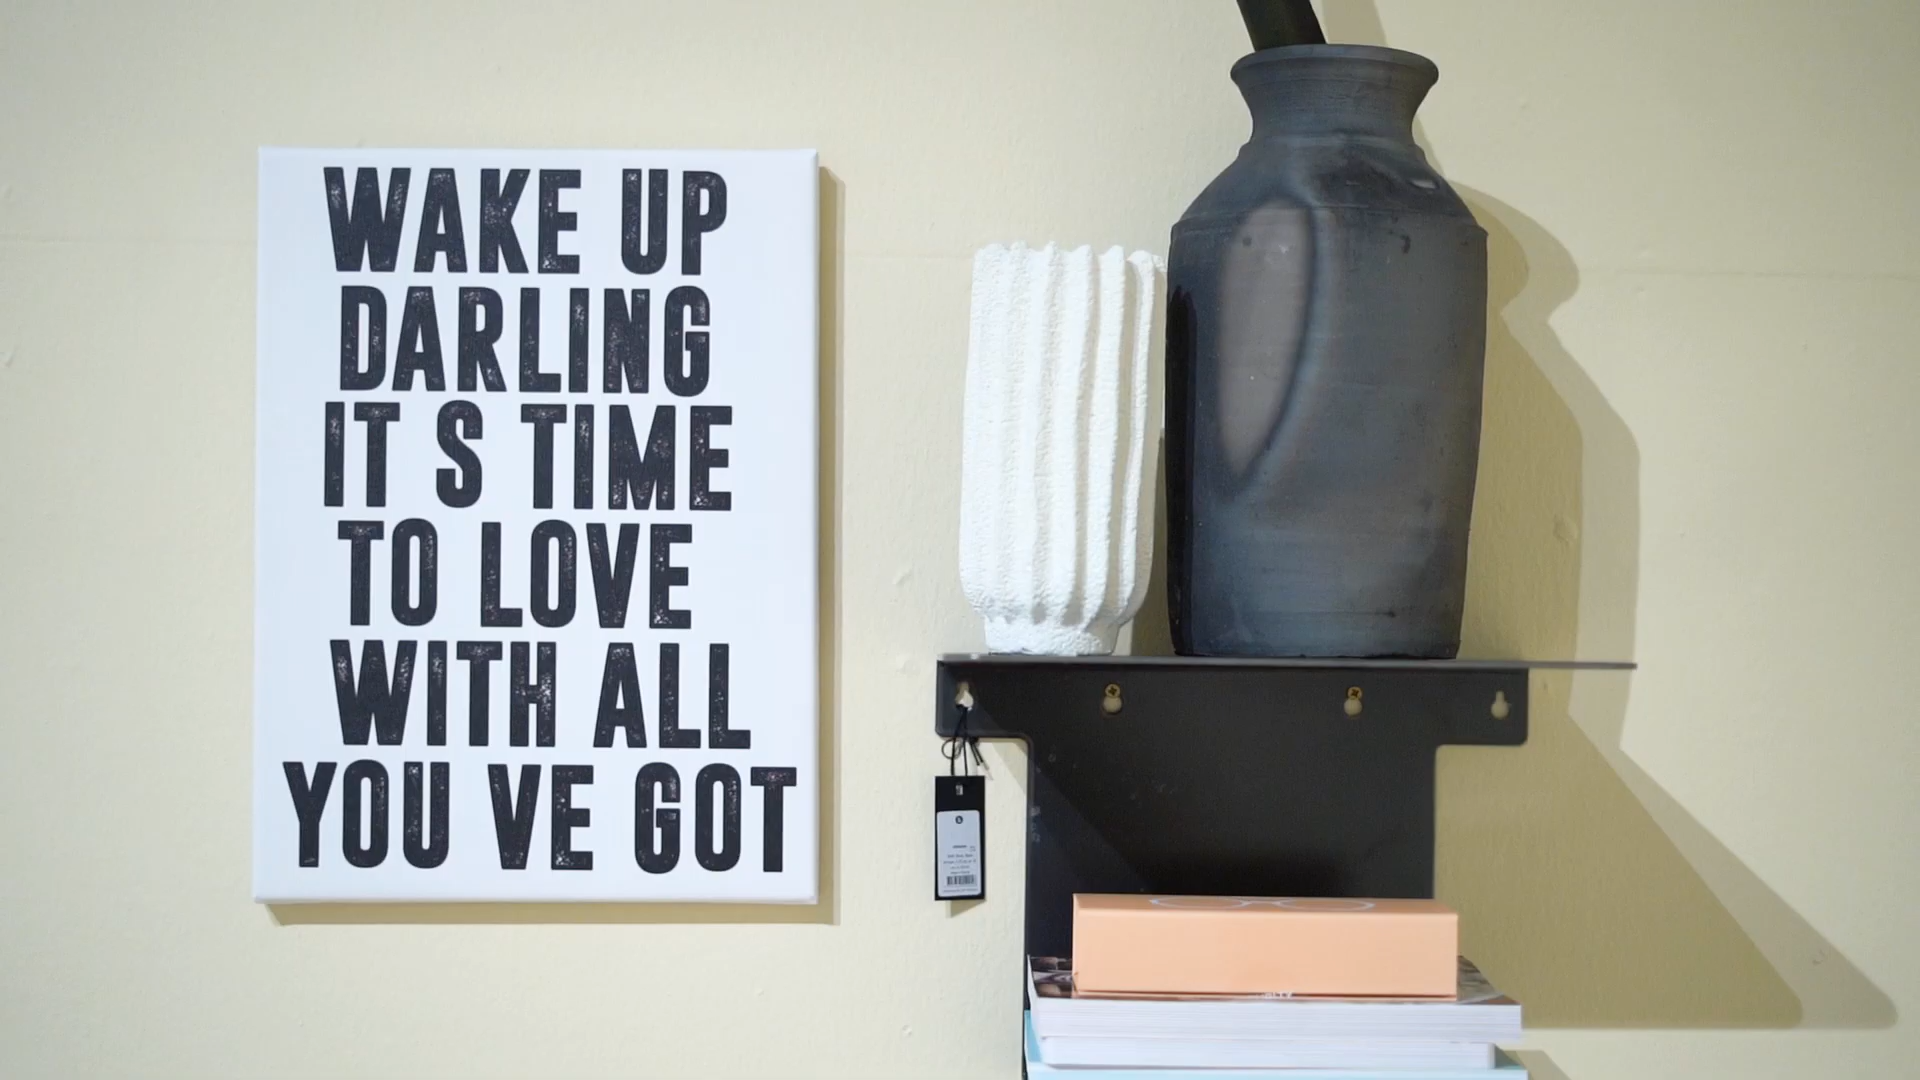 WAKE UP
DARLING
IT S TIME
TO LOVE
WITH ALL
YOU VE GOT